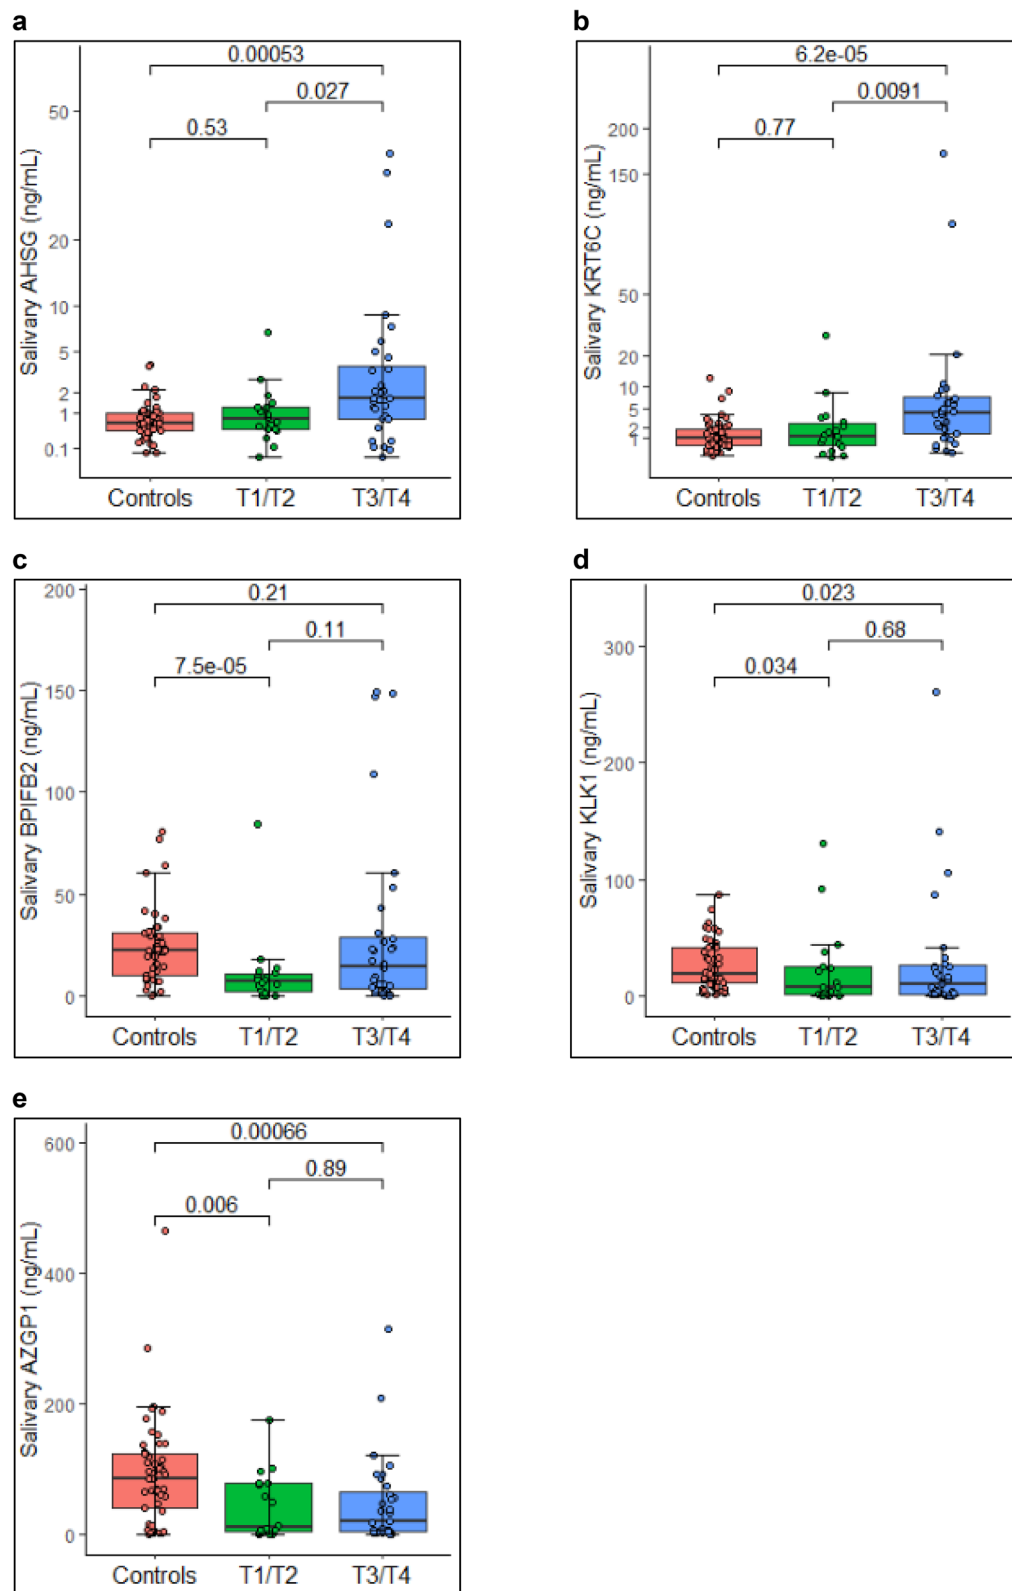 a
0.00053
0.027
0.53
Salivary AHSG (ng/mL)
50
20
10
5
2
1
0.1
Controls T1/T2 T3/T4
b
6.2e-05
0.0091
0.77
Salivary KRT6C (ng/mL)
200
150
50
20
10
5
2
1
Controls T1/T2 T3/T4
c
0.21
0.11
7.5e-05
Salivary BPIFB2 (ng/mL)
200
150
100
50
0
Controls T1/T2 T3/T4
d
0.023
0.68
0.034
Salivary KLK1 (ng/mL)
300
200
100
0
Controls T1/T2 T3/T4
e
0.00066
0.89
0.006
Salivary AZGP1 (ng/mL)
600
400
200
0
Controls T1/T2 T3/T4